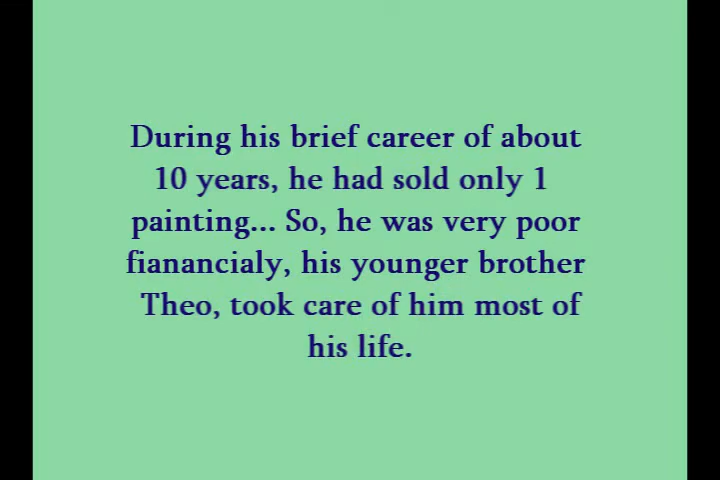 During his brief career of about
10 years, he had sold only 1
painting... So, he was very poor
fianancialy, his younger brother
Theo, took care of him most of
his life.